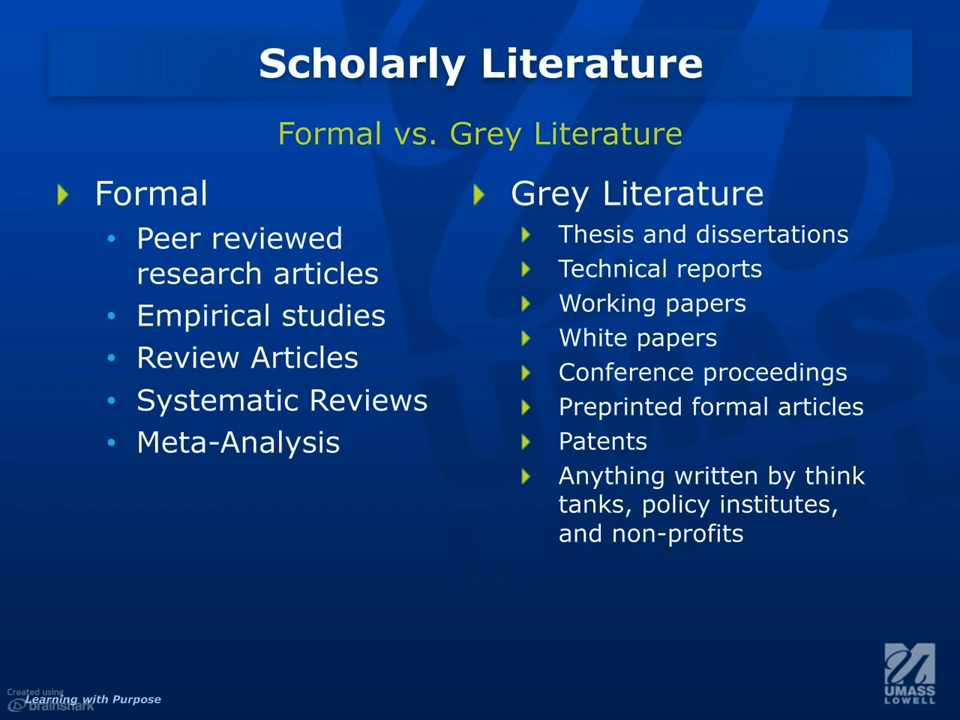 Scholarly Literature
Formal vs. Grey Literature
Formal
Peer reviewed
research articles
Empirical studies
Review Articles
Systematic Reviews
Meta-Analysis
Grey Literature
Thesis and dissertations
Technical reports
Working papers
White papers
Conference proceedings
Preprinted formal articles
Patents
Anything written by think
tanks, policy institutes,
and non-profits
Created using
brainshark
Learning with Purpose
UMASS
LOWELL